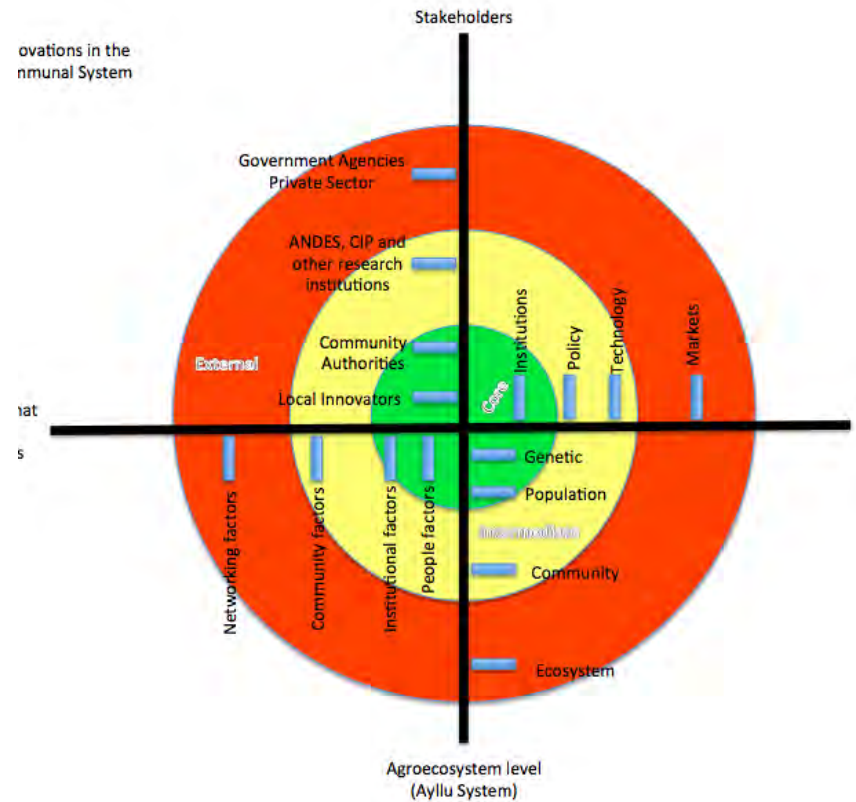 Stakeholders
ovations in the
mmunal System
Government Agencies
Private Sector
ANDES, CIP and
other research
institutions
Institutions
Policy
Technology
Markets
Community
Authorities
External
Core
Local Innovators
Networking factors
Community factors
Institutional factors
People factors
Genetic
Population
Community
Ecosystem
Agroecosystem level
(Ayllu System)